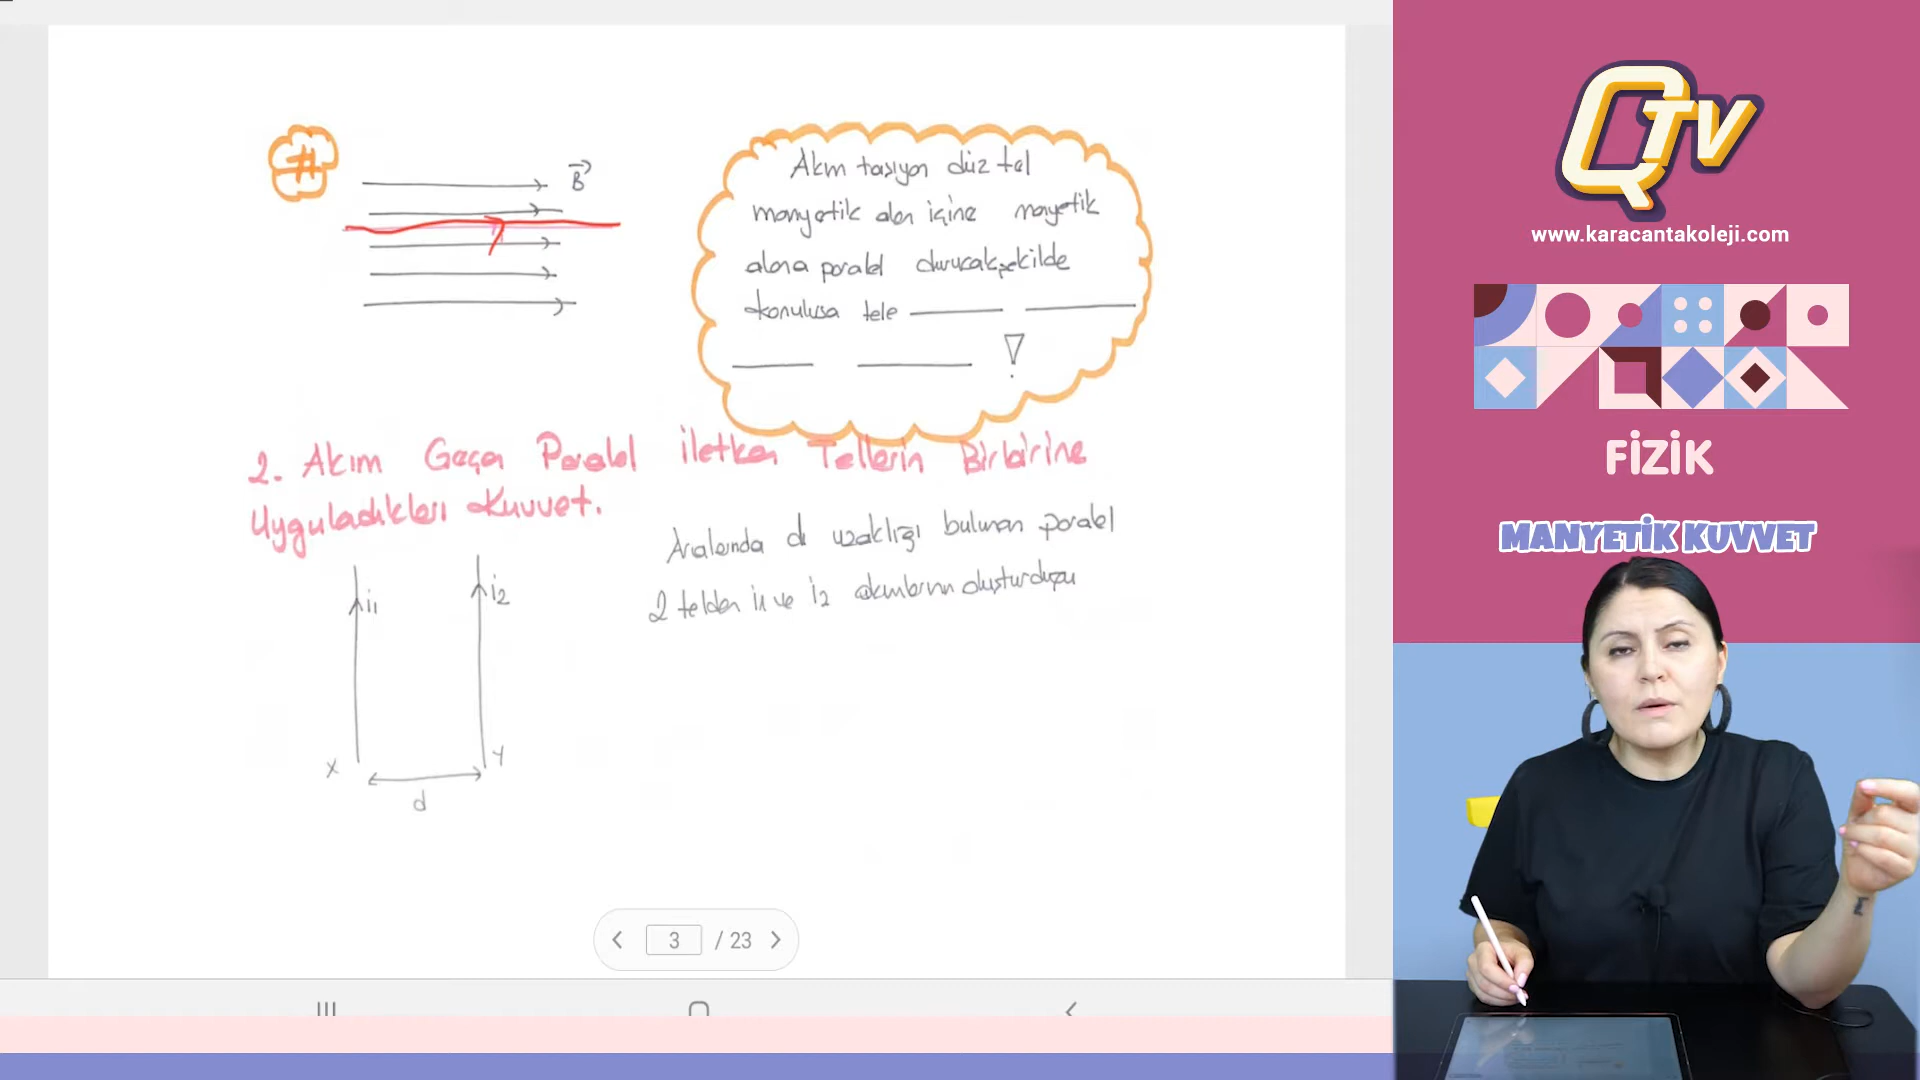 #
B
Akım taşıyan düz tel
manyetik alan içine manyetik
alana paralel duracak şekilde
konulursa tele
!
2. Akım Geçen Paralel İletken Tellerin Birbirine
Uyguladıkları Kuvvet.
Aralarında d uzaklığı bulunan paralel
2 telden i1 ve i2 akımlarının oluşturduğu
i1
i2
X
Y
d
3 / 23
QTV
www.karacantakoleji.com
FİZİK
MANYETİK KUVVET